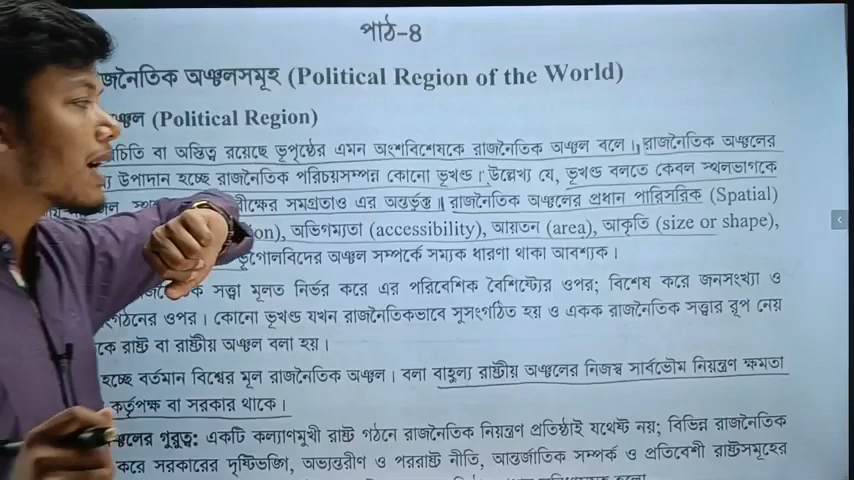 পাঠ-8
জনৈতিক অঞ্চলসমূহ (Political Region of the World)
ঞ্চল (Political Region)
চিতি বা অস্তিত্ব রয়েছে ভূপৃষ্ঠের এমন অংশবিশেষকে রাজনৈতিক অঞ্চল বলে। রাজনৈতিক অঞ্চলের
উপাদান হচ্ছে রাজনৈতিক পরিচয়সম্পন্ন কোনো ভূখণ্ড। উল্লেখ্য যে, ভূখণ্ড বলতে কেবল স্থলভাগকে
রীক্ষের সমগ্রতাও এর অন্তর্ভুক্ত॥ রাজনৈতিক অঞ্চলের প্রধান পারিসরিক (Spatial)
on), অভিগম্যতা (accessibility), আয়তন (area), আকৃতি (size or shape),
ভূগোলবিদের অঞ্চল সম্পর্কে সম্যক ধারণা থাকা আবশ্যক।
সত্ত্বা মূলত নির্ভর করে এর পরিবেশিক বৈশিষ্ট্যের ওপর; বিশেষ করে জনসংখ্যা ও
গঠনের ওপর। কোনো ভূখণ্ড যখন রাজনৈতিকভাবে সুসংগঠিত হয় ও একক রাজনৈতিক সত্ত্বার রূপ নেয়
কে রাষ্ট্র বা রাষ্ট্রীয় অঞ্চল বলা হয়।
হচ্ছে বর্তমান বিশ্বের মূল রাজনৈতিক অঞ্চল। বলা বাহুল্য রাষ্ট্রীয় অঞ্চলের নিজস্ব সার্বভৌম নিয়ন্ত্রণ ক্ষমতা
কর্তৃপক্ষ বা সরকার থাকে।
ঞ্চলের গুরুত্ব: একটি কল্যাণমুখী রাষ্ট্র গঠনে রাজনৈতিক নিয়ন্ত্রণ প্রতিষ্ঠাই যথেষ্ট নয়; বিভিন্ন রাজনৈতিক
করে সরকারের দৃষ্টিভঙ্গি, অভ্যন্তরীণ ও পররাষ্ট্র নীতি, আন্তর্জাতিক সম্পর্ক ও প্রতিবেশী রাষ্ট্রসমূহের